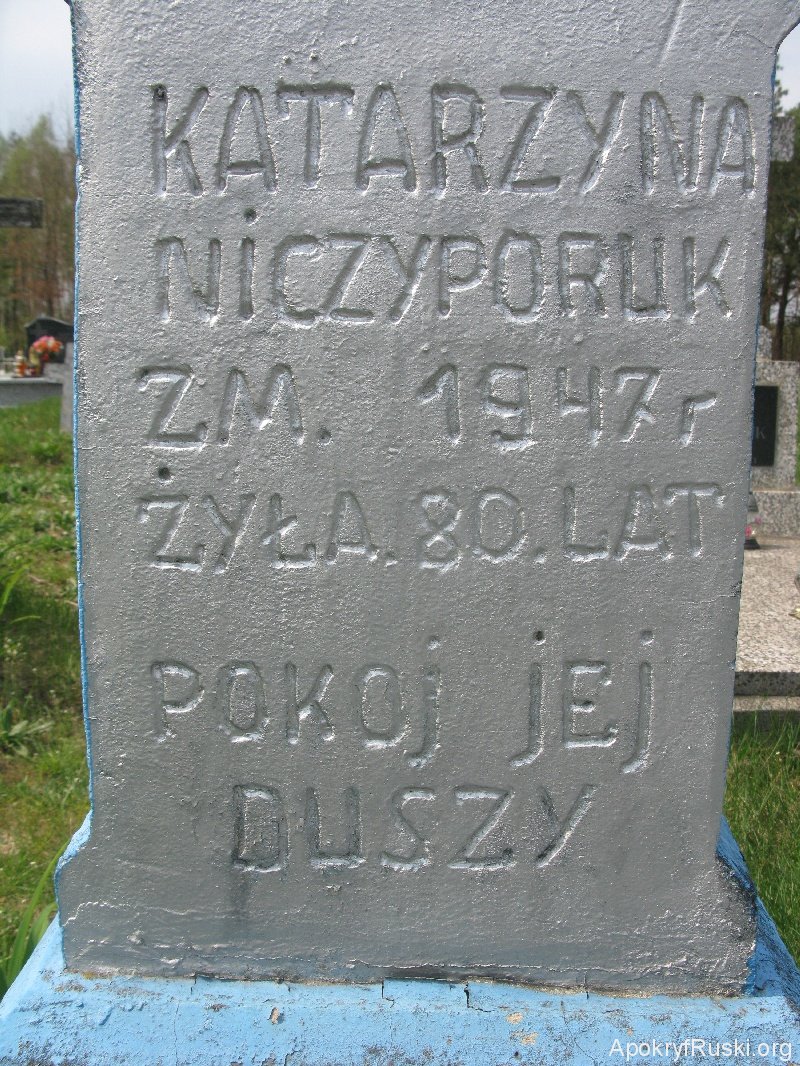 KATARZYNA
NiCZYPORUK
ZM. 1947 r
ŻYŁA. 80. LAT
POKOj jEj
DUSZY
ApokryfRuski.org